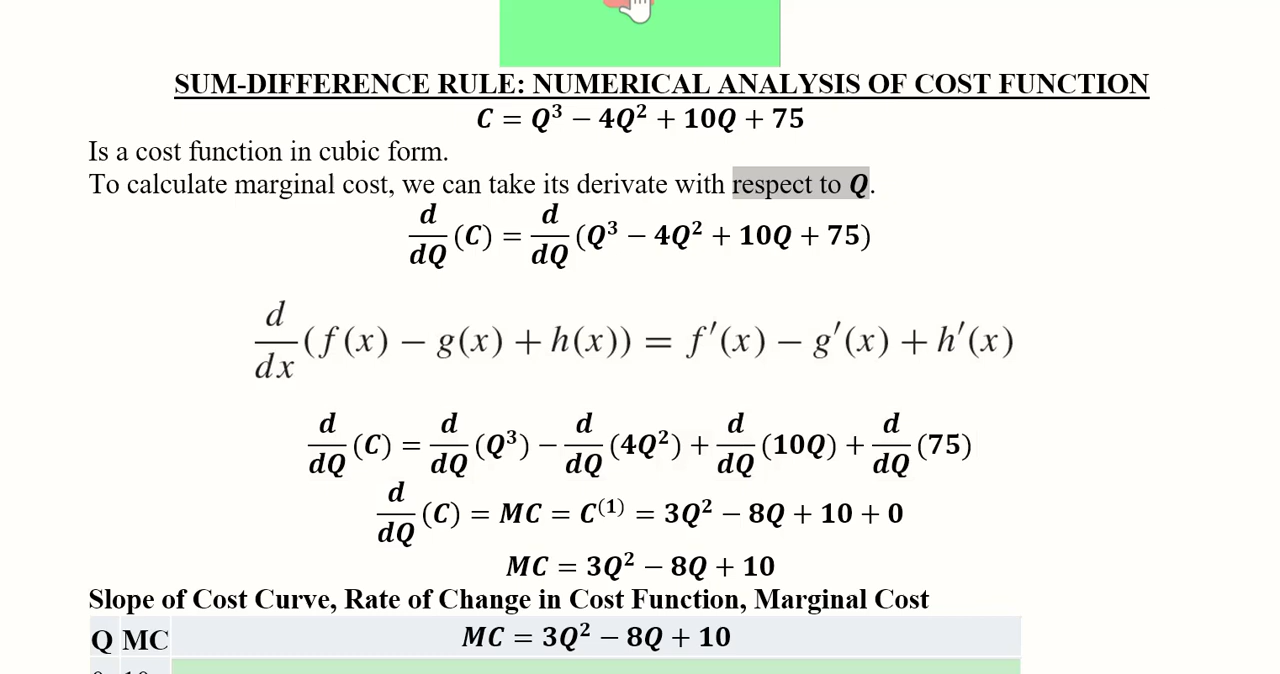 SUM-DIFFERENCE RULE: NUMERICAL ANALYSIS OF COST FUNCTION
C = Q³ − 4Q² + 10Q + 75
Is a cost function in cubic form.
To calculate marginal cost, we can take its derivate with respect to Q.
d/dQ (C) = d/dQ (Q³ − 4Q² + 10Q + 75)
d/dx (f(x) − g(x) + h(x)) = f′(x) − g′(x) + h′(x)
d/dQ (C) = d/dQ (Q³) − d/dQ (4Q²) + d/dQ (10Q) + d/dQ (75)
d/dQ (C) = MC = C⁽¹⁾ = 3Q² − 8Q + 10 + 0
MC = 3Q² − 8Q + 10
Slope of Cost Curve, Rate of Change in Cost Function, Marginal Cost
Q MC MC = 3Q² − 8Q + 10